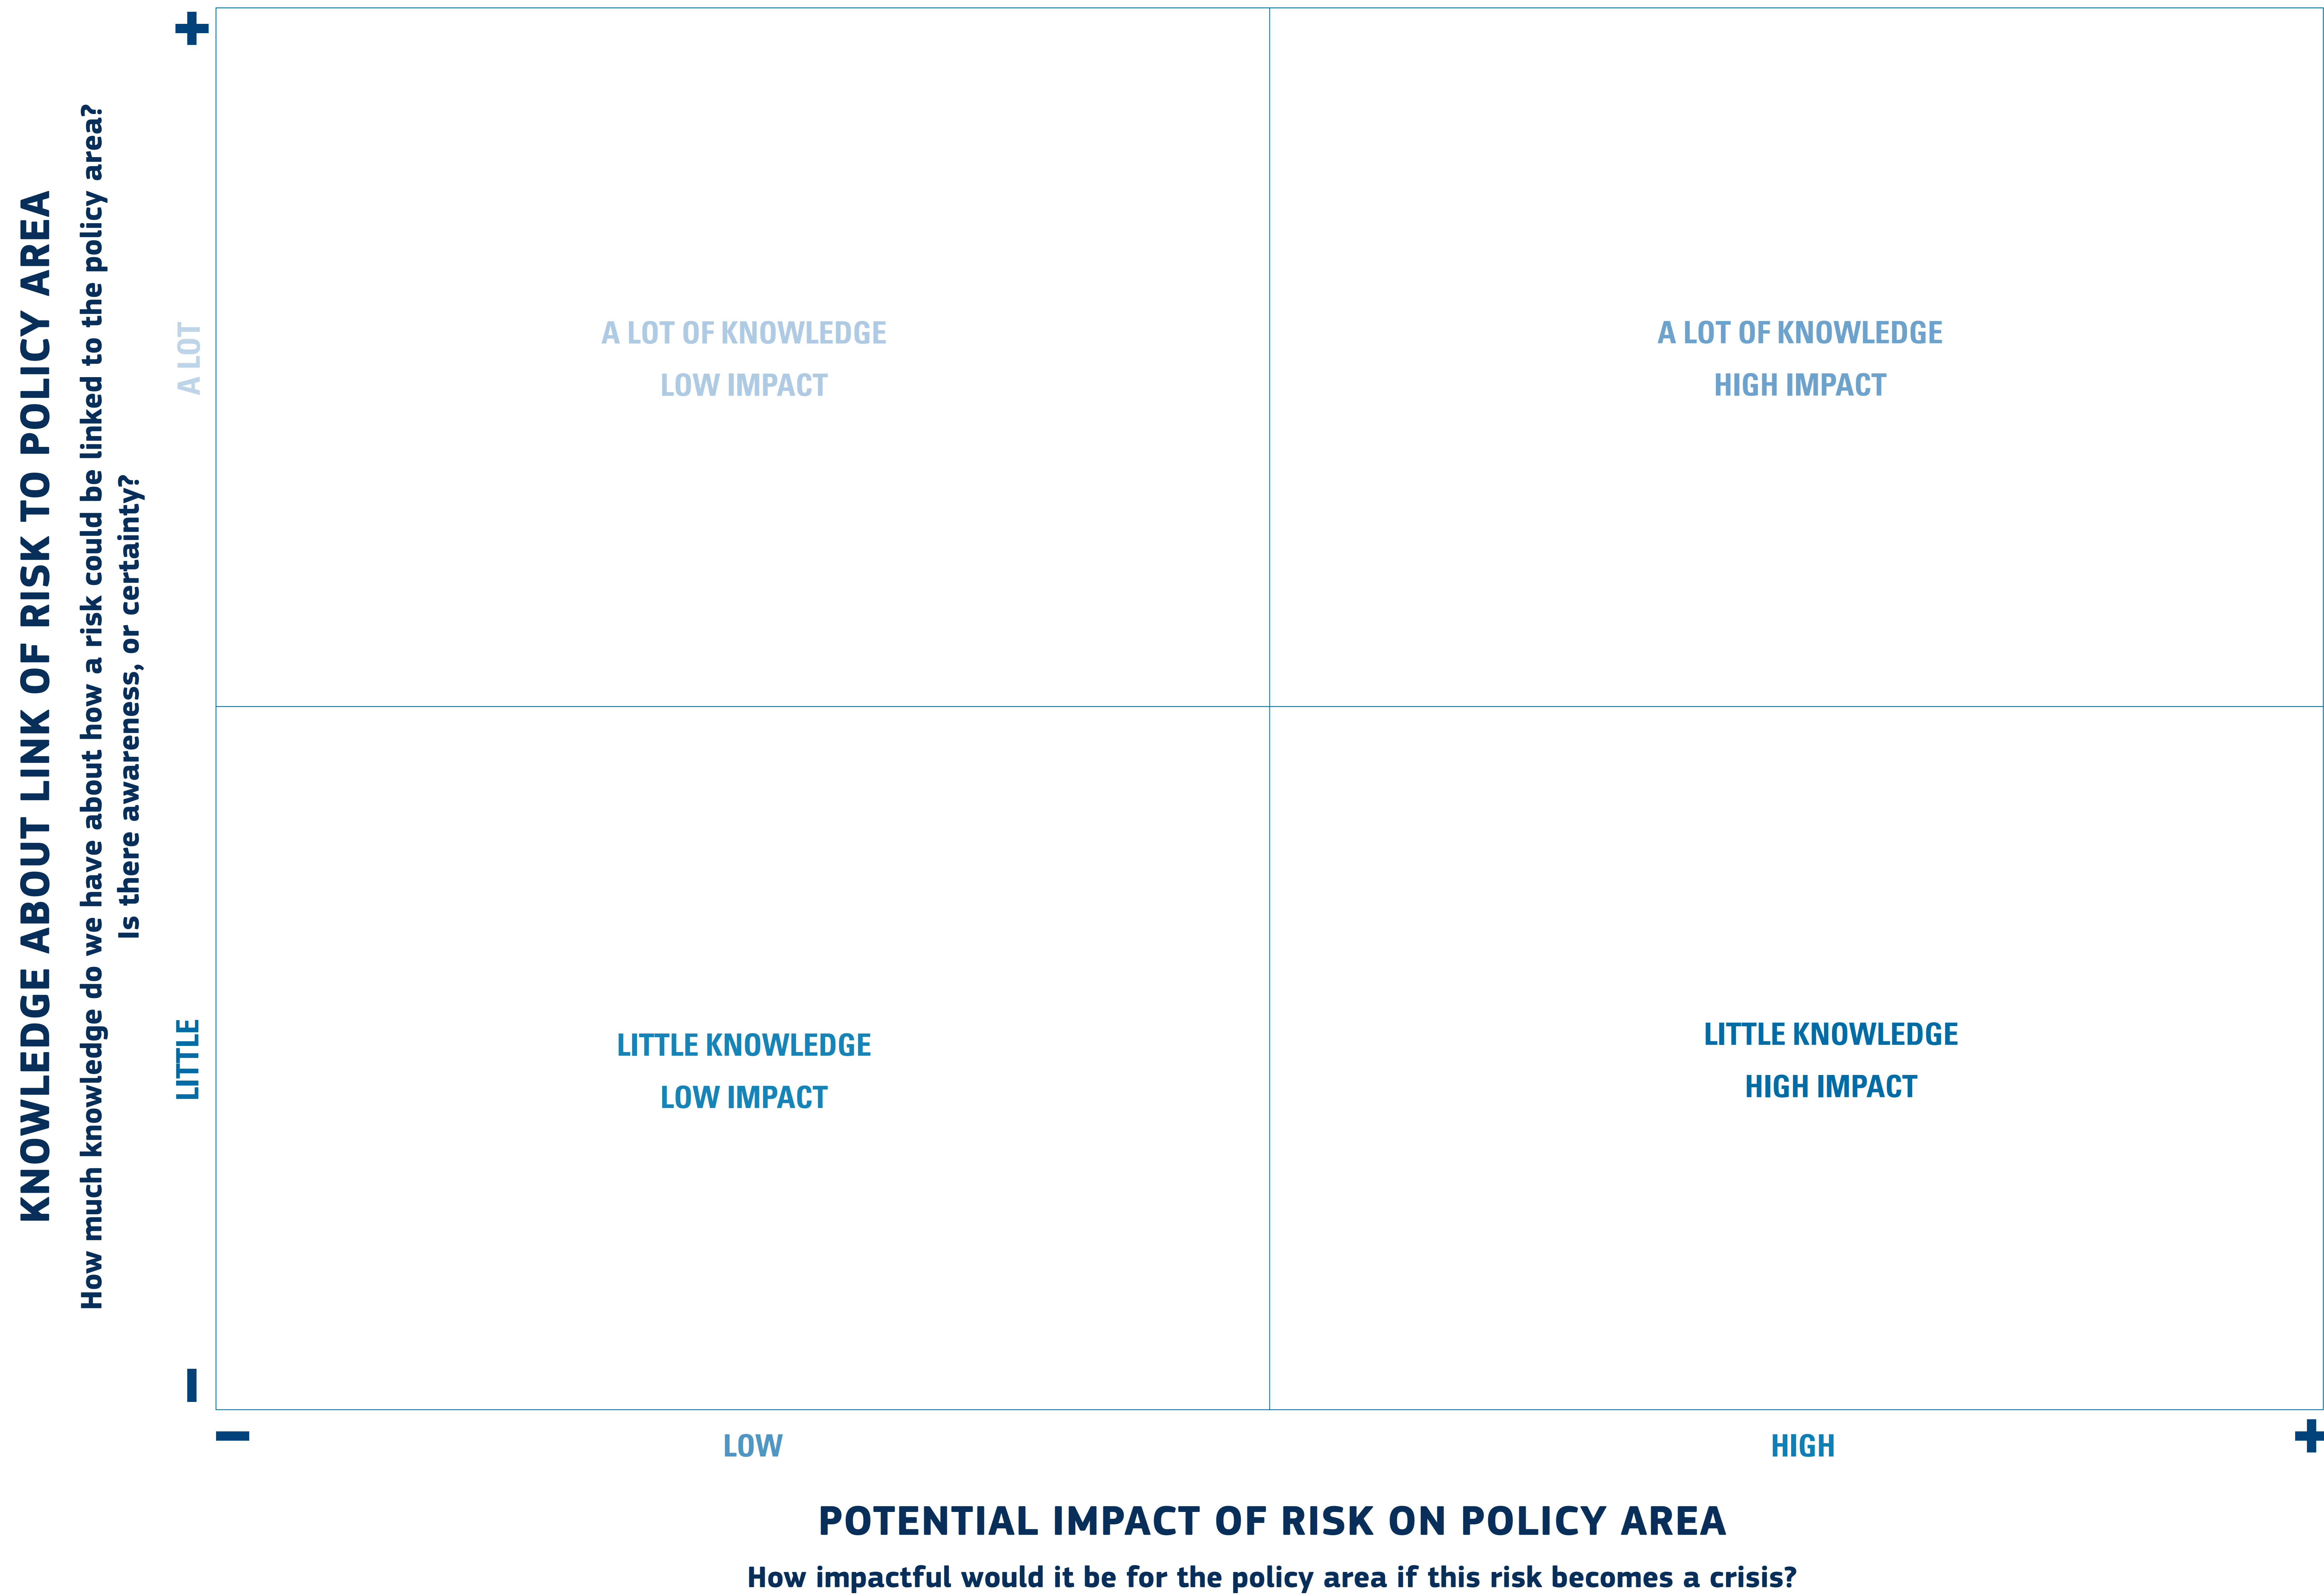 KNOWLEDGE ABOUT LINK OF RISK TO POLICY AREA
How much knowledge do we have about how a risk could be linked to the policy area?
Is there awareness, or certainty?
+
A LOT
LITTLE
−
A LOT OF KNOWLEDGE
LOW IMPACT
A LOT OF KNOWLEDGE
HIGH IMPACT
LITTLE KNOWLEDGE
LOW IMPACT
LITTLE KNOWLEDGE
HIGH IMPACT
−
LOW
HIGH
+
POTENTIAL IMPACT OF RISK ON POLICY AREA
How impactful would it be for the policy area if this risk becomes a crisis?